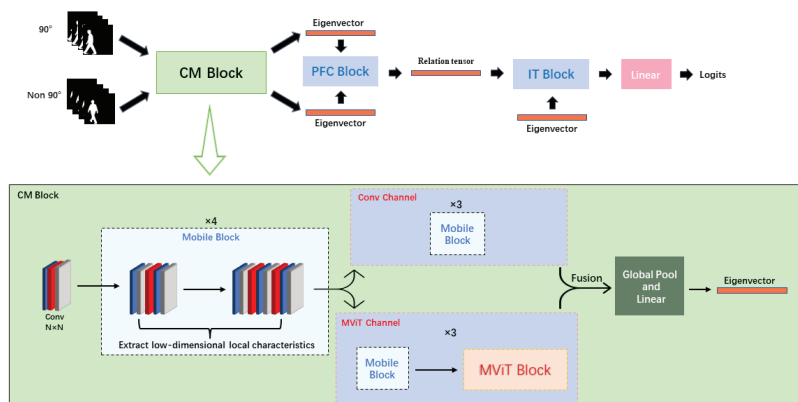 90°
Non 90°
CM Block
Eigenvector
PFC Block
Eigenvector
Relation tensor
IT Block
Eigenvector
Linear
Logits
CM Block
Conv
N×N
×4
Mobile Block
Extract low-dimensional local characteristics
Conv Channel
×3
Mobile
Block
MViT Channel
×3
Mobile
Block
MViT Block
Fusion
Global Pool
and
Linear
Eigenvector